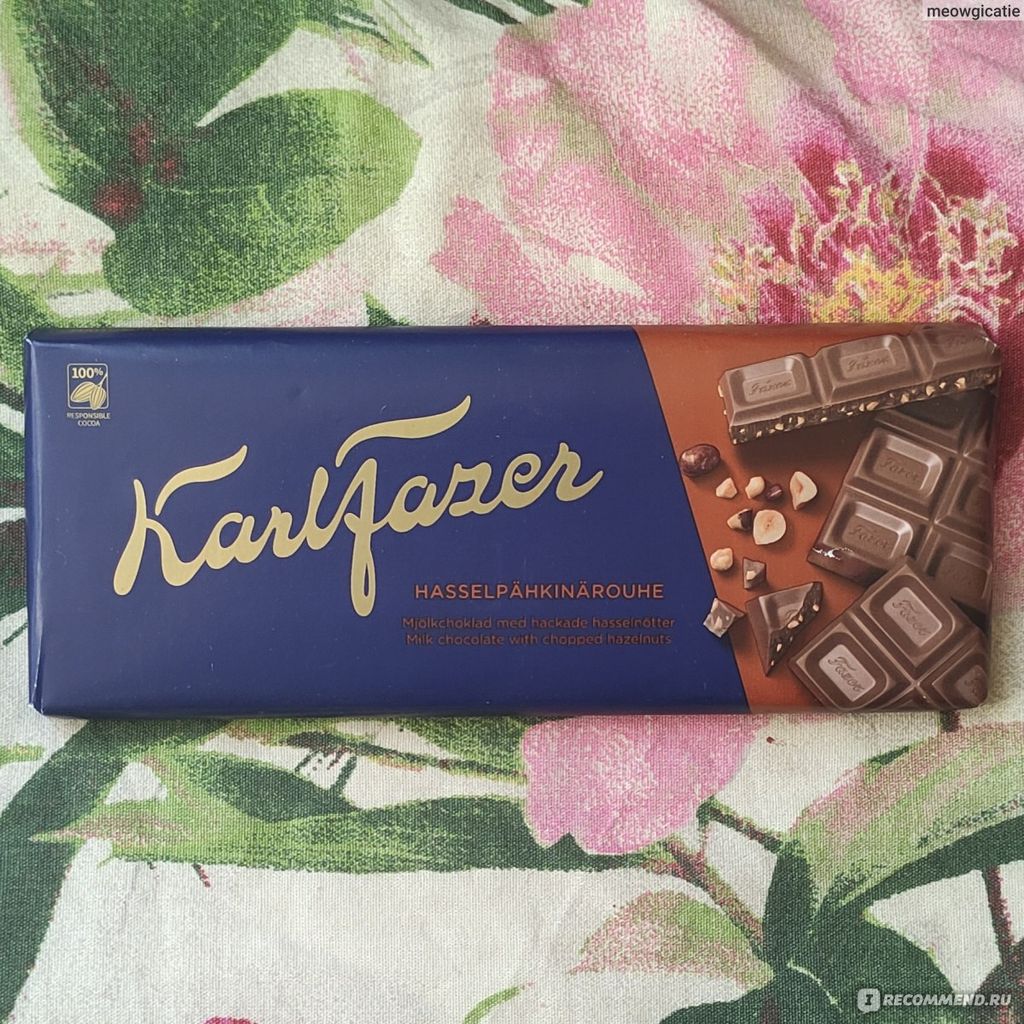 meowgicatie
100%
RESPONSIBLE
COCOA
Karl Fazer
HASSELPÄHKINÄROUHE
Mjölkchoklad med hackade hasselnötter
Milk chocolate with chopped hazelnuts
Fazer
Fazer
Fazer
Fazer
Fazer
Fazer
IRECOMMEND.RU